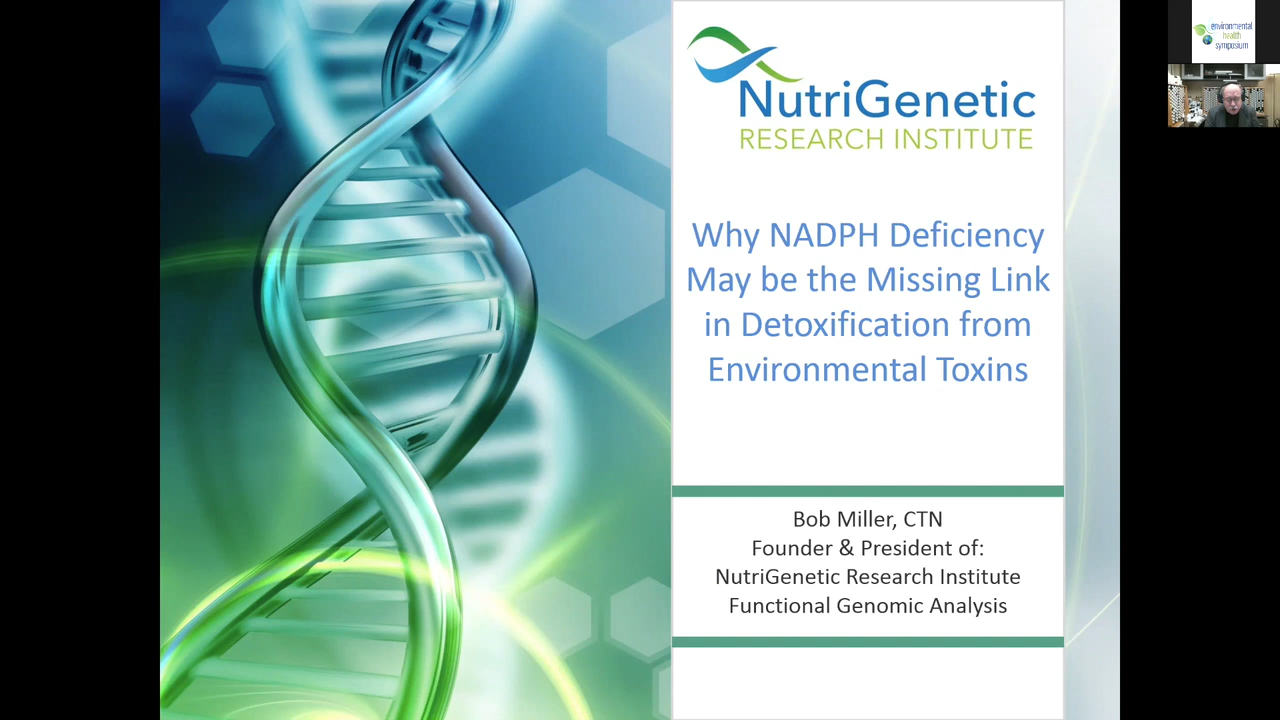 NutriGenetic
RESEARCH INSTITUTE
Why NADPH Deficiency
May be the Missing Link
in Detoxification from
Environmental Toxins
Bob Miller, CTN
Founder & President of:
NutriGenetic Research Institute
Functional Genomic Analysis
environmental
health
symposium